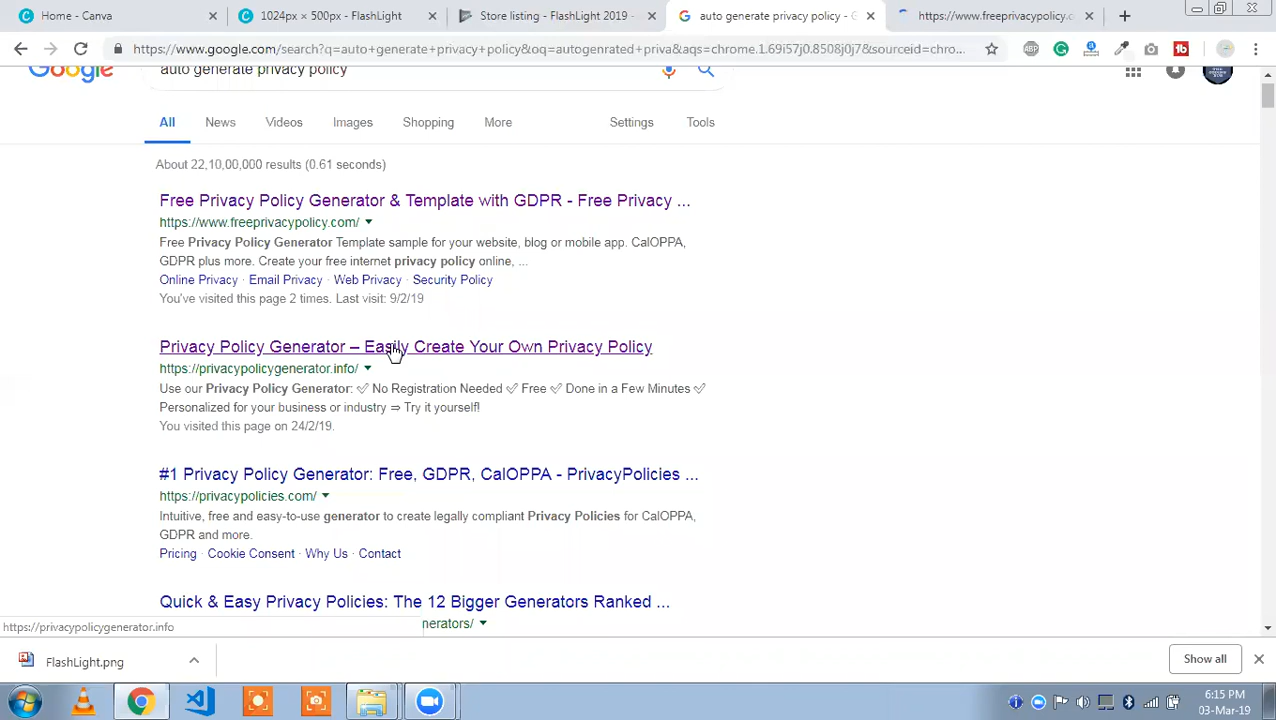 Home - Canva
1024px × 500px - FlashLight
Store listing - FlashLight 2019 -
auto generate privacy policy - G
https://www.freeprivacypolicy.c
https://www.google.com/search?q=auto+generate+privacy+policy&oq=autogenrated+priva&aqs=chrome.1.69i57j0.8508j0j7&sourceid=chro...
ABP
tb
Google
auto generate privacy policy
All
News
Videos
Images
Shopping
More
Settings
Tools
About 22,10,00,000 results (0.61 seconds)
Free Privacy Policy Generator & Template with GDPR - Free Privacy ...
https://www.freeprivacypolicy.com/
Free Privacy Policy Generator Template sample for your website, blog or mobile app. CalOPPA,
GDPR plus more. Create your free internet privacy policy online, ...
Online Privacy · Email Privacy · Web Privacy · Security Policy
You've visited this page 2 times. Last visit: 9/2/19
Privacy Policy Generator – Easily Create Your Own Privacy Policy
https://privacypolicygenerator.info/
Use our Privacy Policy Generator: ✅ No Registration Needed ✅ Free ✅ Done in a Few Minutes ✅
Personalized for your business or industry ⇒ Try it yourself!
You visited this page on 24/2/19.
#1 Privacy Policy Generator: Free, GDPR, CalOPPA - PrivacyPolicies ...
https://privacypolicies.com/
Intuitive, free and easy-to-use generator to create legally compliant Privacy Policies for CalOPPA,
GDPR and more.
Pricing · Cookie Consent · Why Us · Contact
Quick & Easy Privacy Policies: The 12 Bigger Generators Ranked ...
nerators/
https://privacypolicygenerator.info
FlashLight.png
Show all
6:15 PM
03-Mar-19